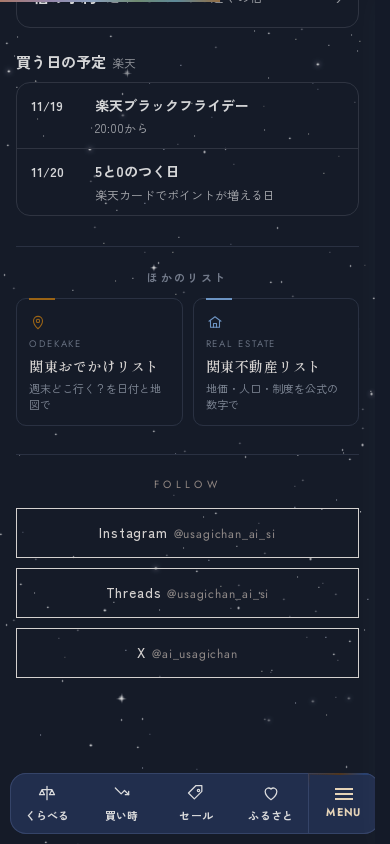 買う日の予定 楽天
11/19 楽天ブラックフライデー
20:00から
11/20 5と0のつく日
楽天カードでポイントが増える日
ほかのリスト
ODEKAKE
関東おでかけリスト
週末どこ行く？を日付と地
図で
REAL ESTATE
関東不動産リスト
地価・人口・制度を公式の
数字で
FOLLOW
Instagram @usagichan_ai_si
Threads @usagichan_ai_si
X @ai_usagichan
くらべる
買い時
セール
ふるさと
MENU